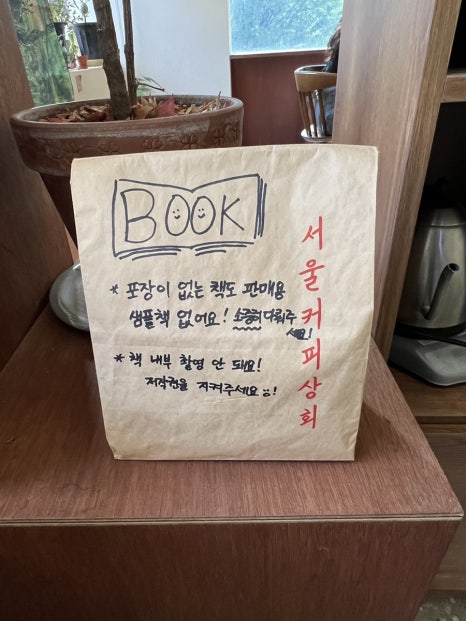 BOOK
* 포장이 없는 책도 판매용
샘플책 없어요! 소중히 다뤄주
세요!
* 책 내부 촬영 안 돼요!
저작권을 지켜주세요 !
서울커피상회